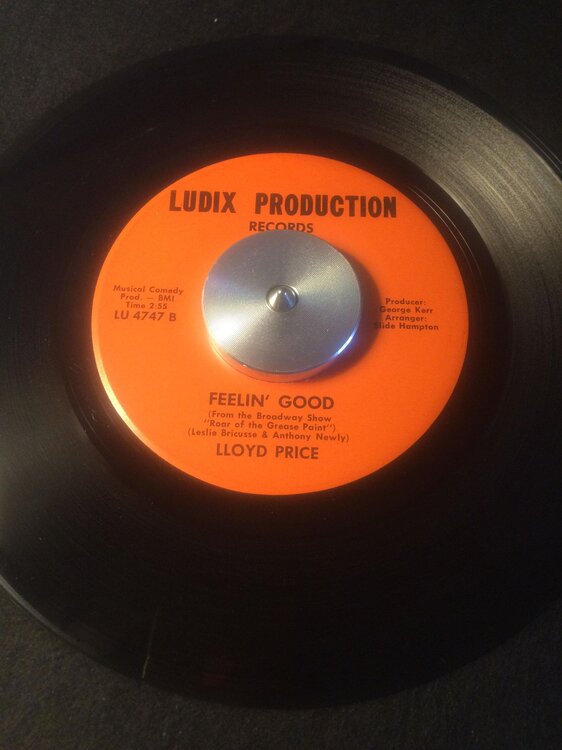 LUDIX PRODUCTION
RECORDS
Musical Comedy
Prod. — BMI
Time 2:55
LU 4747 B
Producer:
George Kerr
Arranger:
Slide Hampton
FEELIN' GOOD
(From the Broadway Show
"Roar of the Grease Paint")
(Leslie Bricusse & Anthony Newly)
LLOYD PRICE